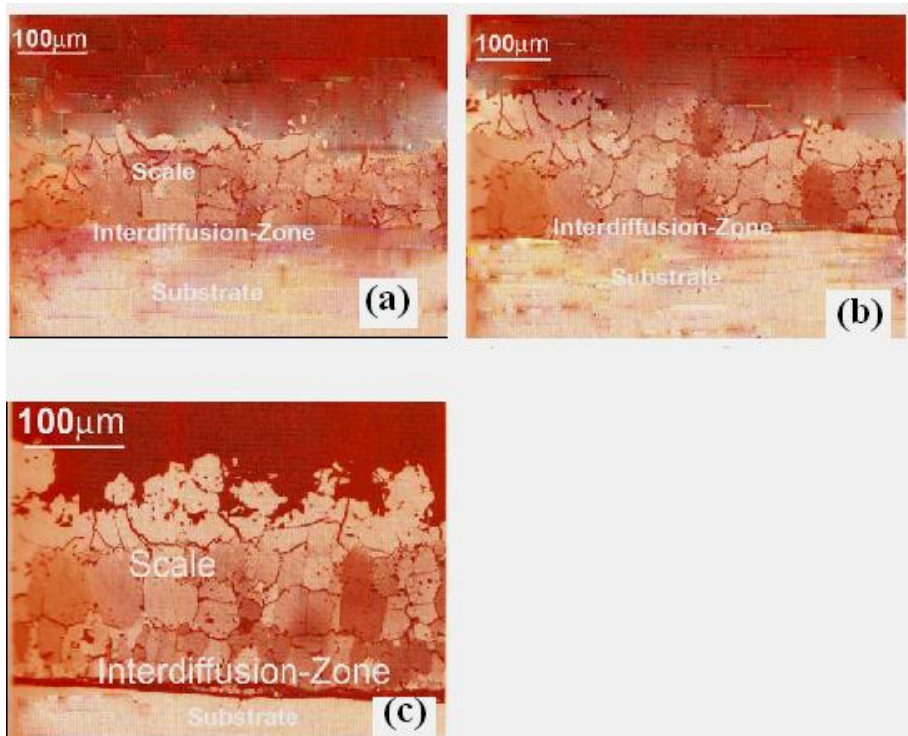 100μm
Scale
Interdiffusion-Zone
Substrate
(a)
100μm
Interdiffusion-Zone
Substrate
(b)
100μm
Scale
Interdiffusion-Zone
Substrate
(c)